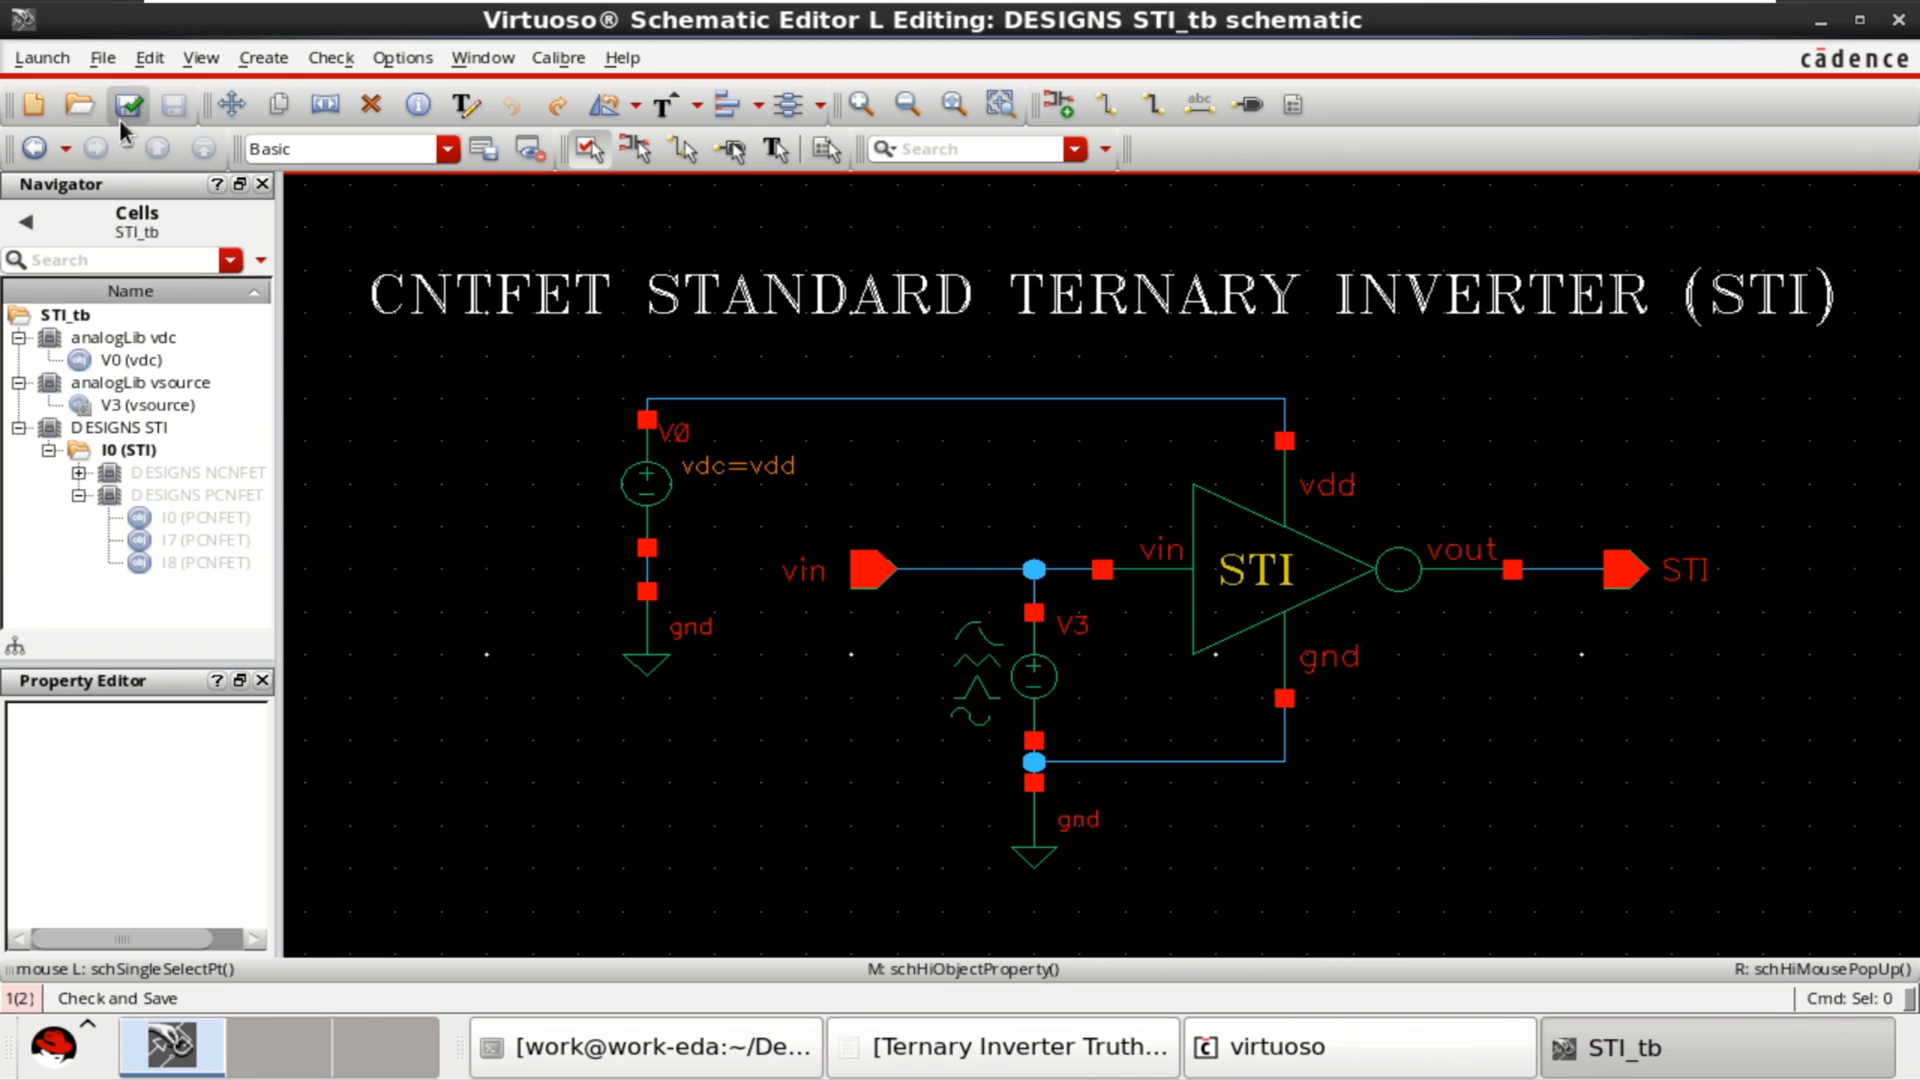 Virtuoso® Schematic Editor L Editing: DESIGNS STI_tb schematic
Launch File Edit View Create Check Options Window Calibre Help
cādence
abc
Basic
Search
Navigator
Cells
STI_tb
Search
Name
STI_tb
analogLib vdc
V0 (vdc)
analogLib vsource
V3 (vsource)
DESIGNS STI
I0 (STI)
DESIGNS NCNFET
DESIGNS PCNFET
I0 (PCNFET)
I7 (PCNFET)
I8 (PCNFET)
Property Editor
CNTFET STANDARD TERNARY INVERTER (STI)
V0
vdc=vdd
gnd
vin
V3
gnd
vin
vdd
STI
gnd
vout
STI
mouse L: schSingleSelectPt()
M: schHiObjectProperty()
R: schHiMousePopUp()
1(2)
Check and Save
Cmd: Sel: 0
[work@work-eda:~/De...
[Ternary Inverter Truth...
virtuoso
STI_tb